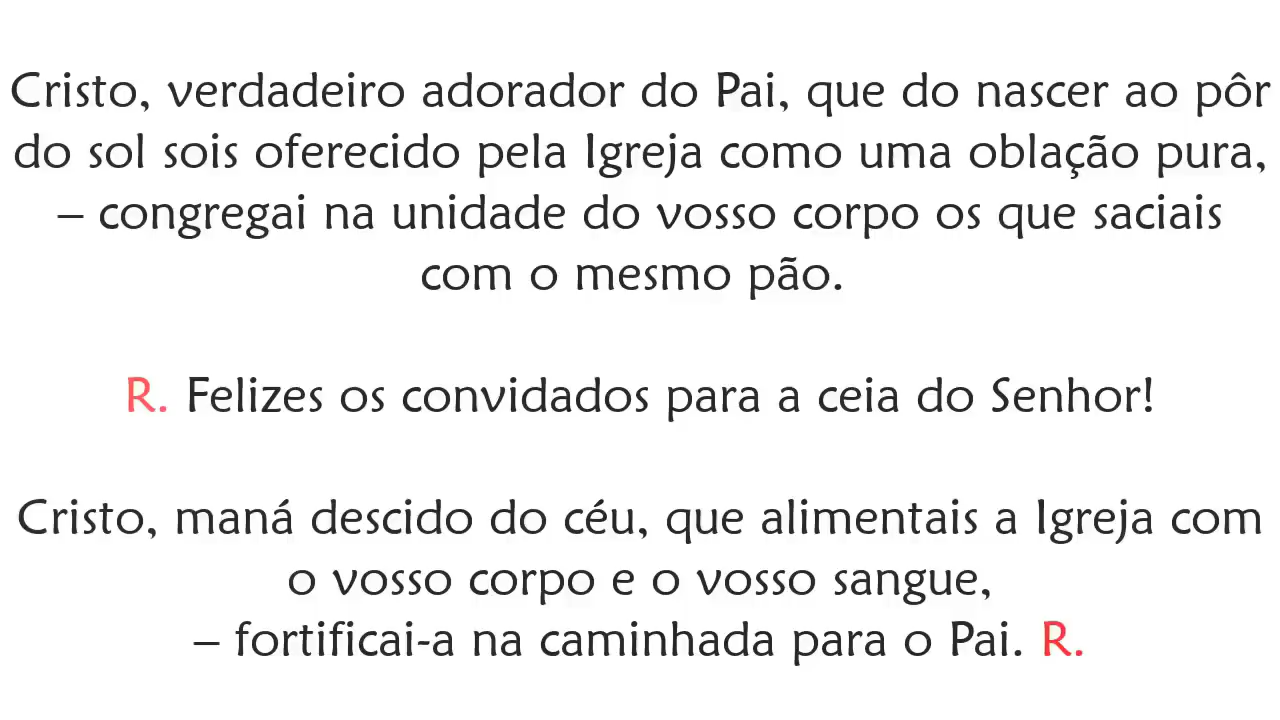 Cristo, verdadeiro adorador do Pai, que do nascer ao pôr
do sol sois oferecido pela Igreja como uma oblação pura,
– congregai na unidade do vosso corpo os que saciais
com o mesmo pão.
R. Felizes os convidados para a ceia do Senhor!
Cristo, maná descido do céu, que alimentais a Igreja com
o vosso corpo e o vosso sangue,
– fortificai-a na caminhada para o Pai. R.